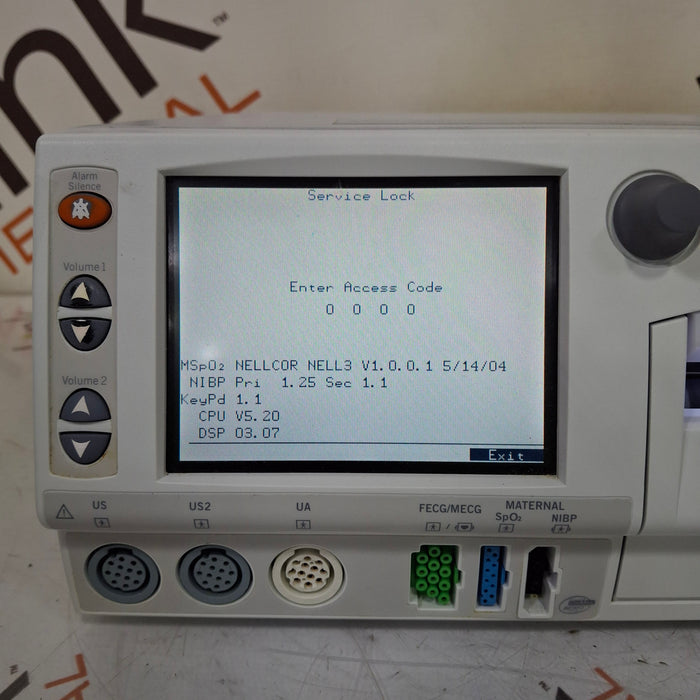 nk
Alarm
Silence
Volume 1
Volume 2
Service Lock
Enter Access Code
0 0 0 0
MSpO₂ NELLCOR NELL3 V1.0.0.1 5/14/04
NIBP Pri 1.25 Sec 1.1
KeyPd 1.1
CPU V5.20
DSP 03.07
Exit
US
US2
UA
FECG/MECG
MATERNAL
SpO₂
NIBP